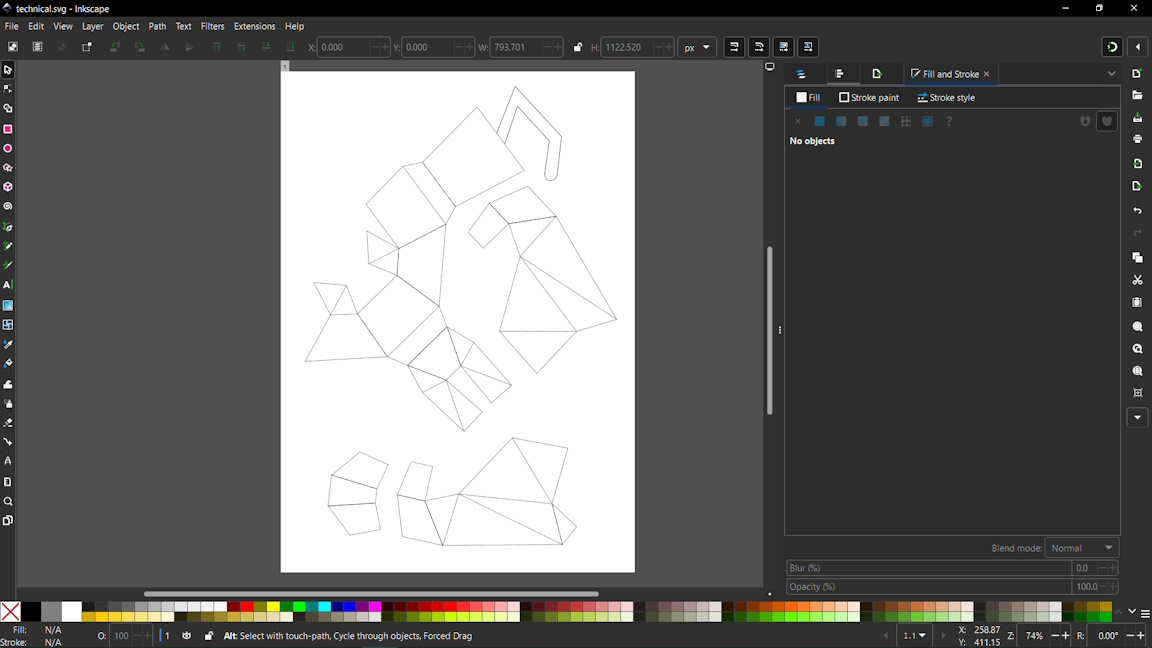 technical.svg - Inkscape
File Edit View Layer Object Path Text Filters Extensions Help
X: 0.000 Y: 0.000 W: 793.701 H: 1122.520 px
1
Fill and Stroke
Fill Stroke paint Stroke style
?
No objects
Blend mode: Normal
Blur (%) 0.0
Opacity (%) 100.0
Fill: N/A
Stroke: N/A
O: 100
1
Alt: Select with touch-path, Cycle through objects, Forced Drag
1.1
X: 258.87
Y: 411.15
Z: 74%
R: 0.00°